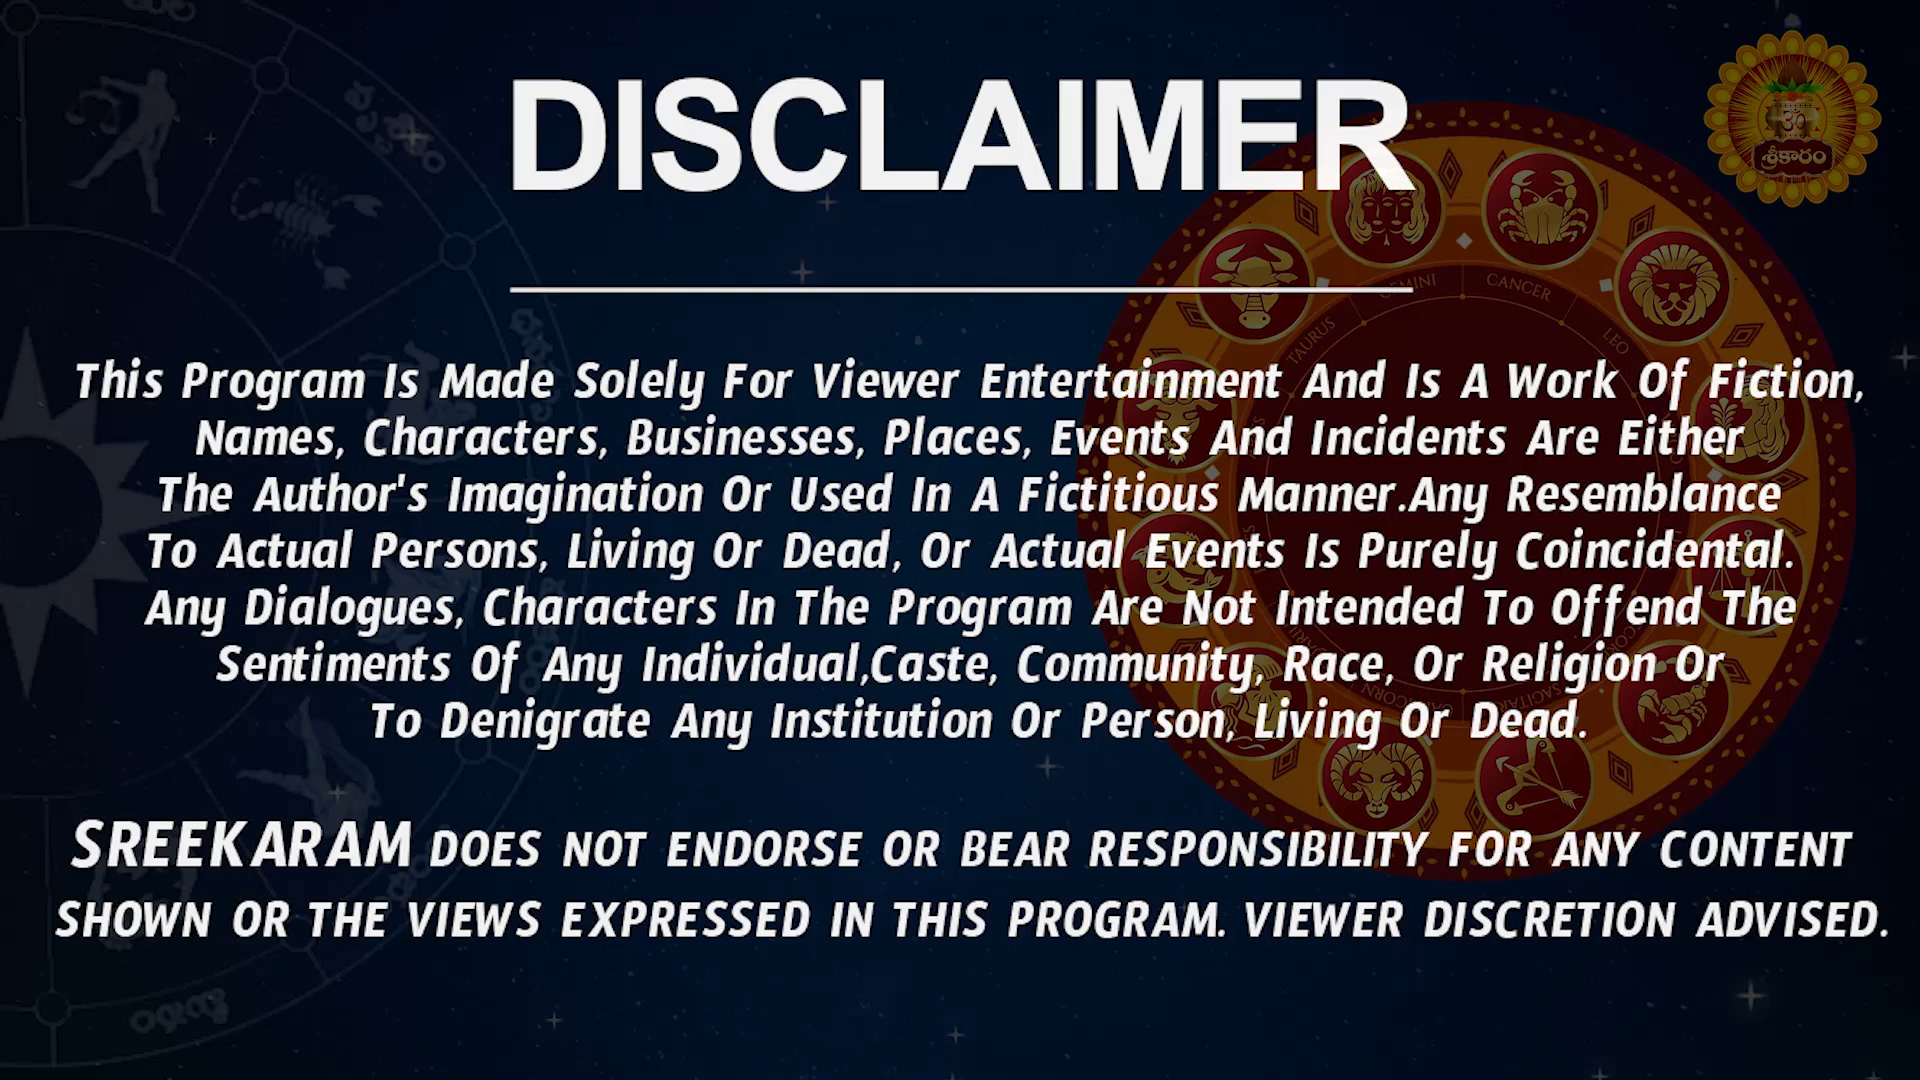 DISCLAIMER
శ్రీకారం
GEMINI
CANCER
TAURUS
LEO
This Program Is Made Solely For Viewer Entertainment And Is A Work Of Fiction,
Names, Characters, Businesses, Places, Events And Incidents Are Either
The Author's Imagination Or Used In A Fictitious Manner.Any Resemblance
To Actual Persons, Living Or Dead, Or Actual Events Is Purely Coincidental.
Any Dialogues, Characters In The Program Are Not Intended To Offend The
Sentiments Of Any Individual,Caste, Community, Race, Or Religion Or
To Denigrate Any Institution Or Person, Living Or Dead.
SREEKARAM DOES NOT ENDORSE OR BEAR RESPONSIBILITY FOR ANY CONTENT
SHOWN OR THE VIEWS EXPRESSED IN THIS PROGRAM. VIEWER DISCRETION ADVISED.